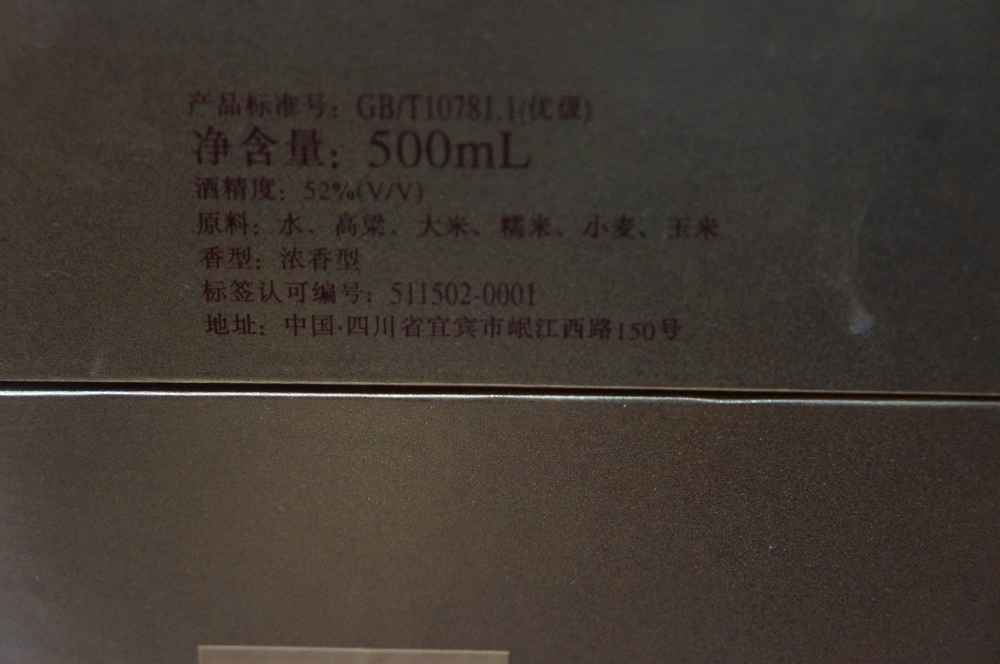 产品标准号：GB/T10781.1(优级)
净含量：500mL
酒精度：52%(V/V)
原料：水、高粱、大米、糯米、小麦、玉米
香型：浓香型
标签认可编号：511502-0001
地址：中国·四川省宜宾市岷江西路150号